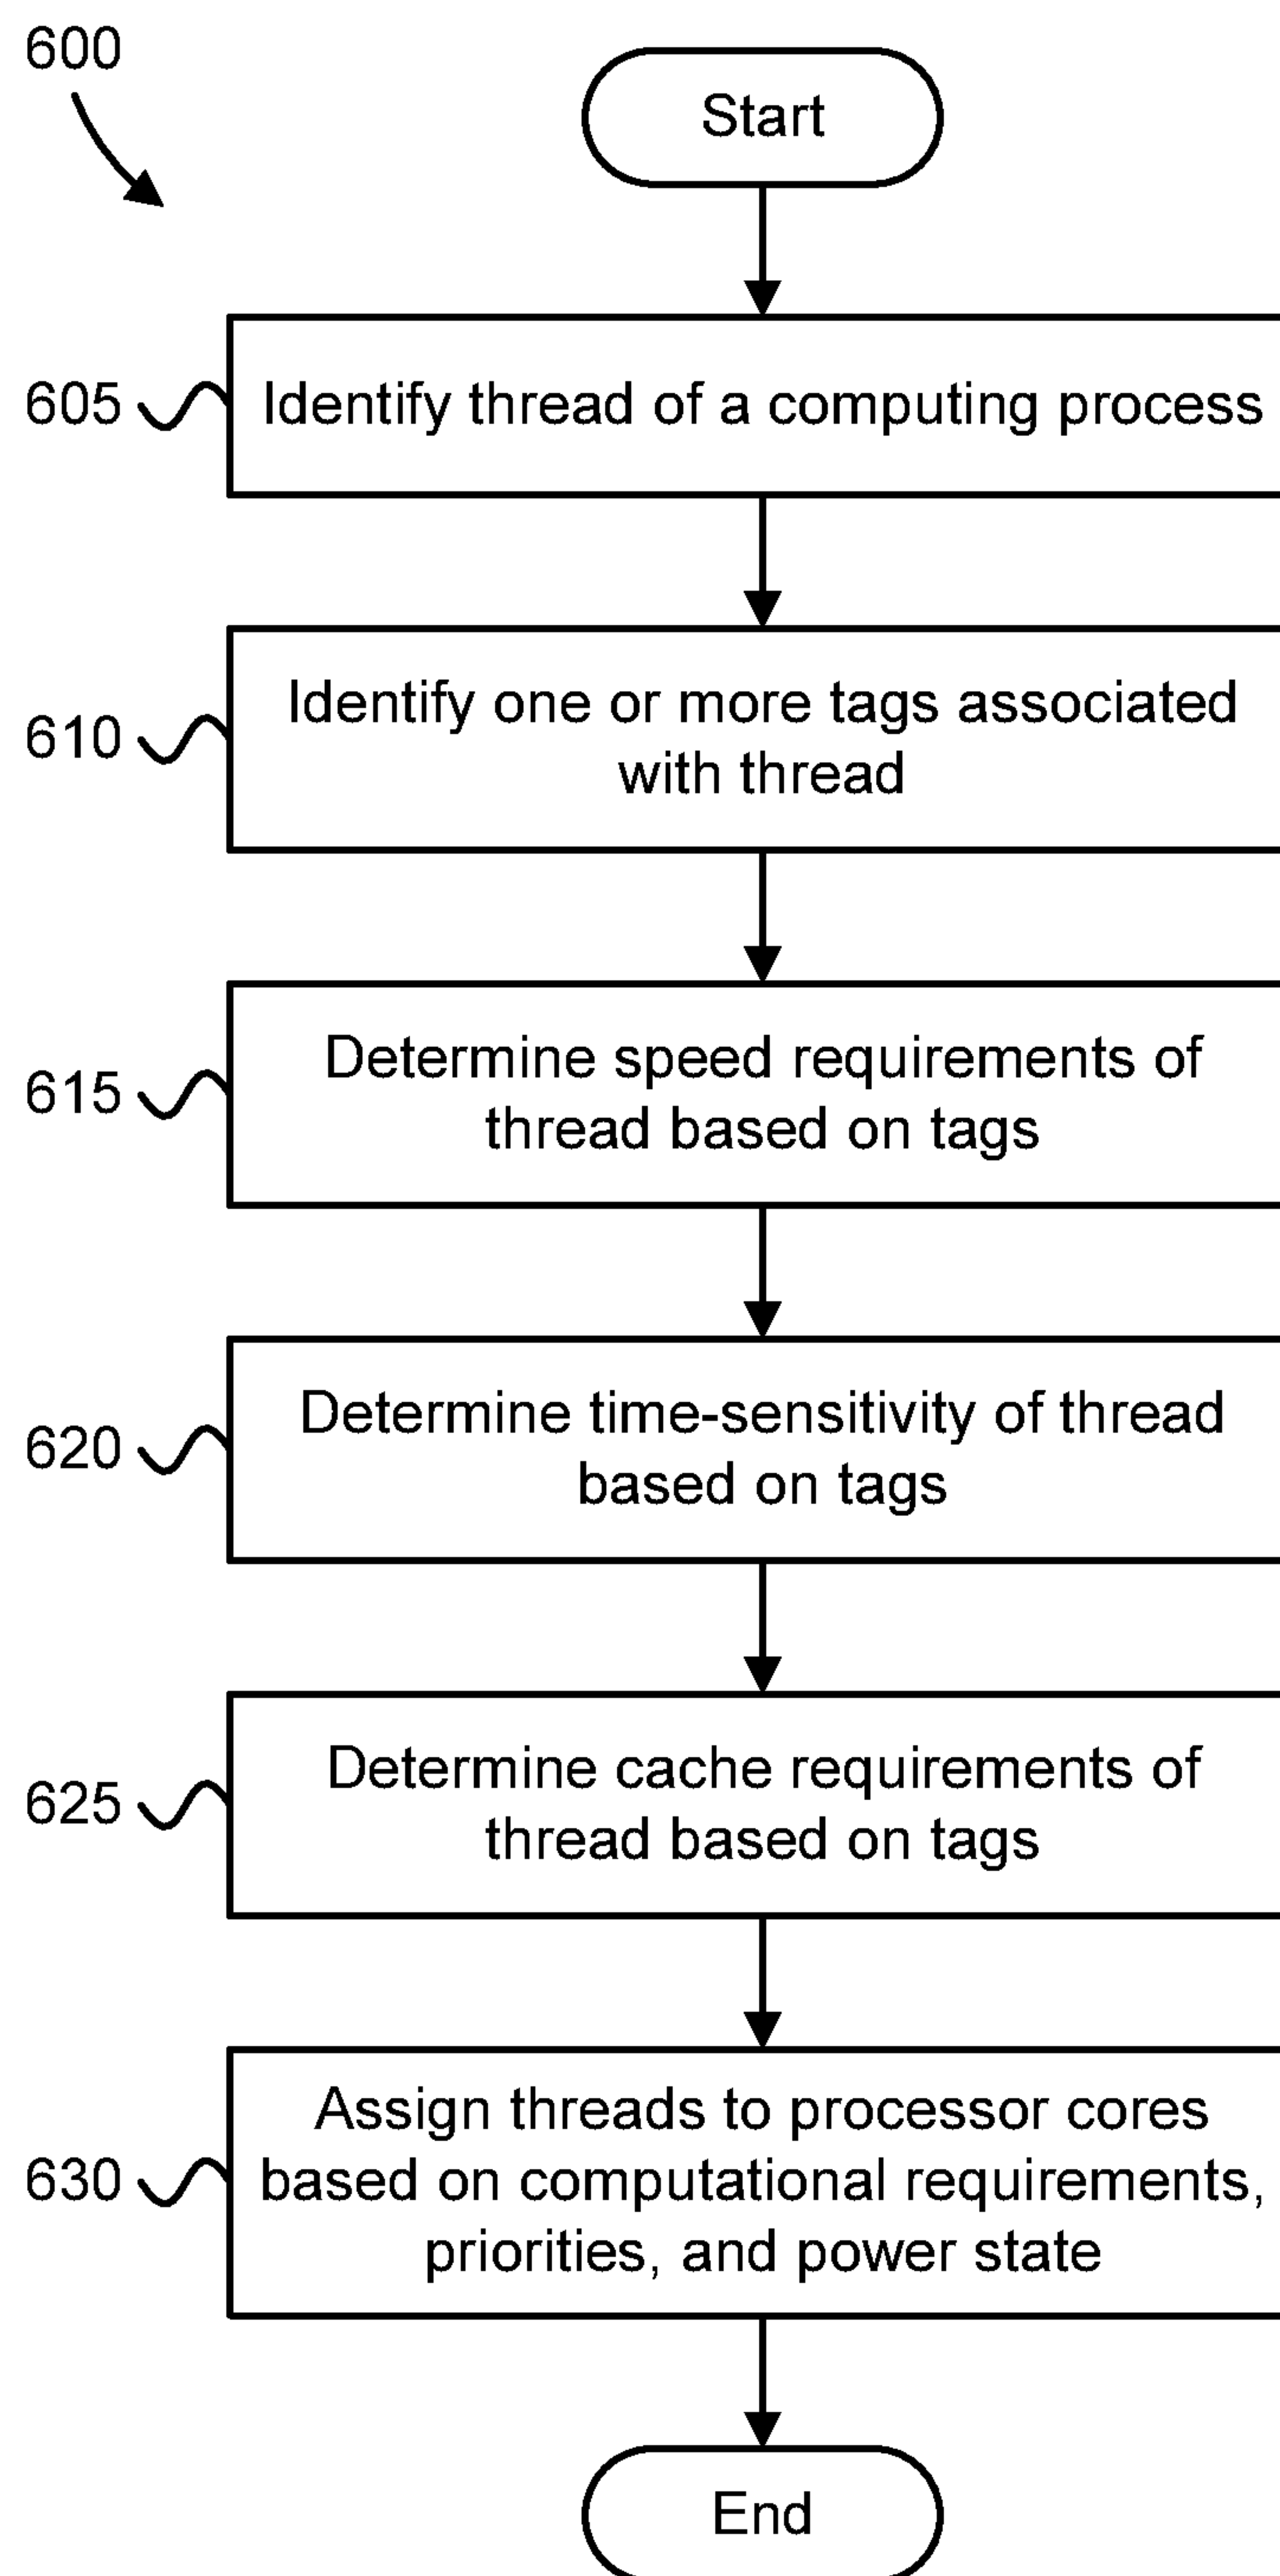 600
Start
605
Identify thread of a computing process
610
Identify one or more tags associated
with thread
615
Determine speed requirements of
thread based on tags
620
Determine time-sensitivity of thread
based on tags
625
Determine cache requirements of
thread based on tags
630
Assign threads to processor cores
based on computational requirements,
priorities, and power state
End